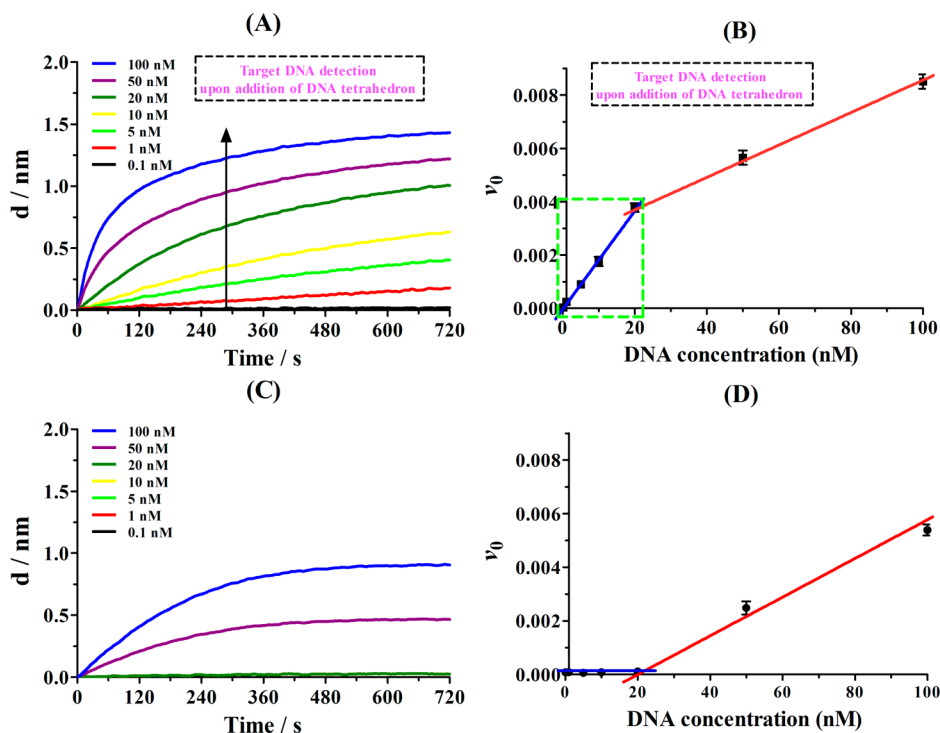 (A)
2.0
1.5
1.0
0.5
0.0
d / nm
100 nM
50 nM
20 nM
10 nM
5 nM
1 nM
0.1 nM
Target DNA detection
upon addition of DNA tetrahedron
0 120 240 360 480 600 720
Time / s
(B)
0.008
0.006
0.004
0.002
0.000
v0
Target DNA detection
upon addition of DNA tetrahedron
0 20 40 60 80 100
DNA concentration (nM)
(C)
2.0
1.5
1.0
0.5
0.0
d / nm
100 nM
50 nM
20 nM
10 nM
5 nM
1 nM
0.1 nM
0 120 240 360 480 600 720
Time / s
(D)
0.008
0.006
0.004
0.002
0.000
v0
0 20 40 60 80 100
DNA concentration (nM)